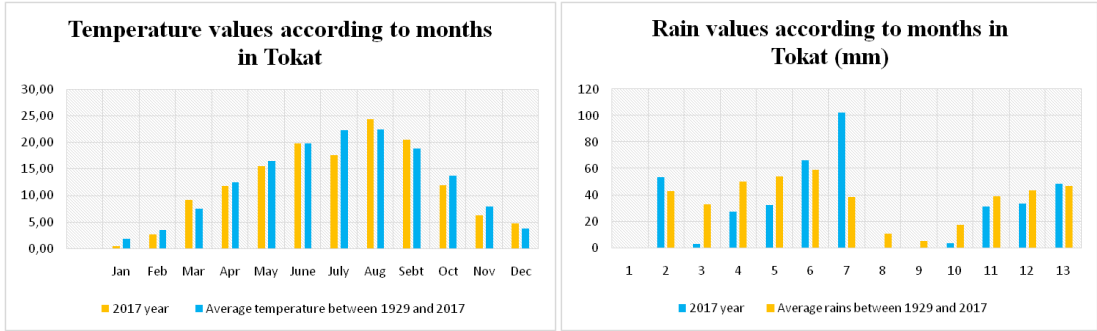 Temperature values according to months
in Tokat
30,00
25,00
20,00
15,00
10,00
5,00
0,00
Jan Feb Mar Apr May June July Aug Sebt Oct Nov Dec
2017 year Average temperature between 1929 and 2017
Rain values according to months in
Tokat (mm)
120
100
80
60
40
20
0
1 2 3 4 5 6 7 8 9 10 11 12 13
2017 year Average rains between 1929 and 2017